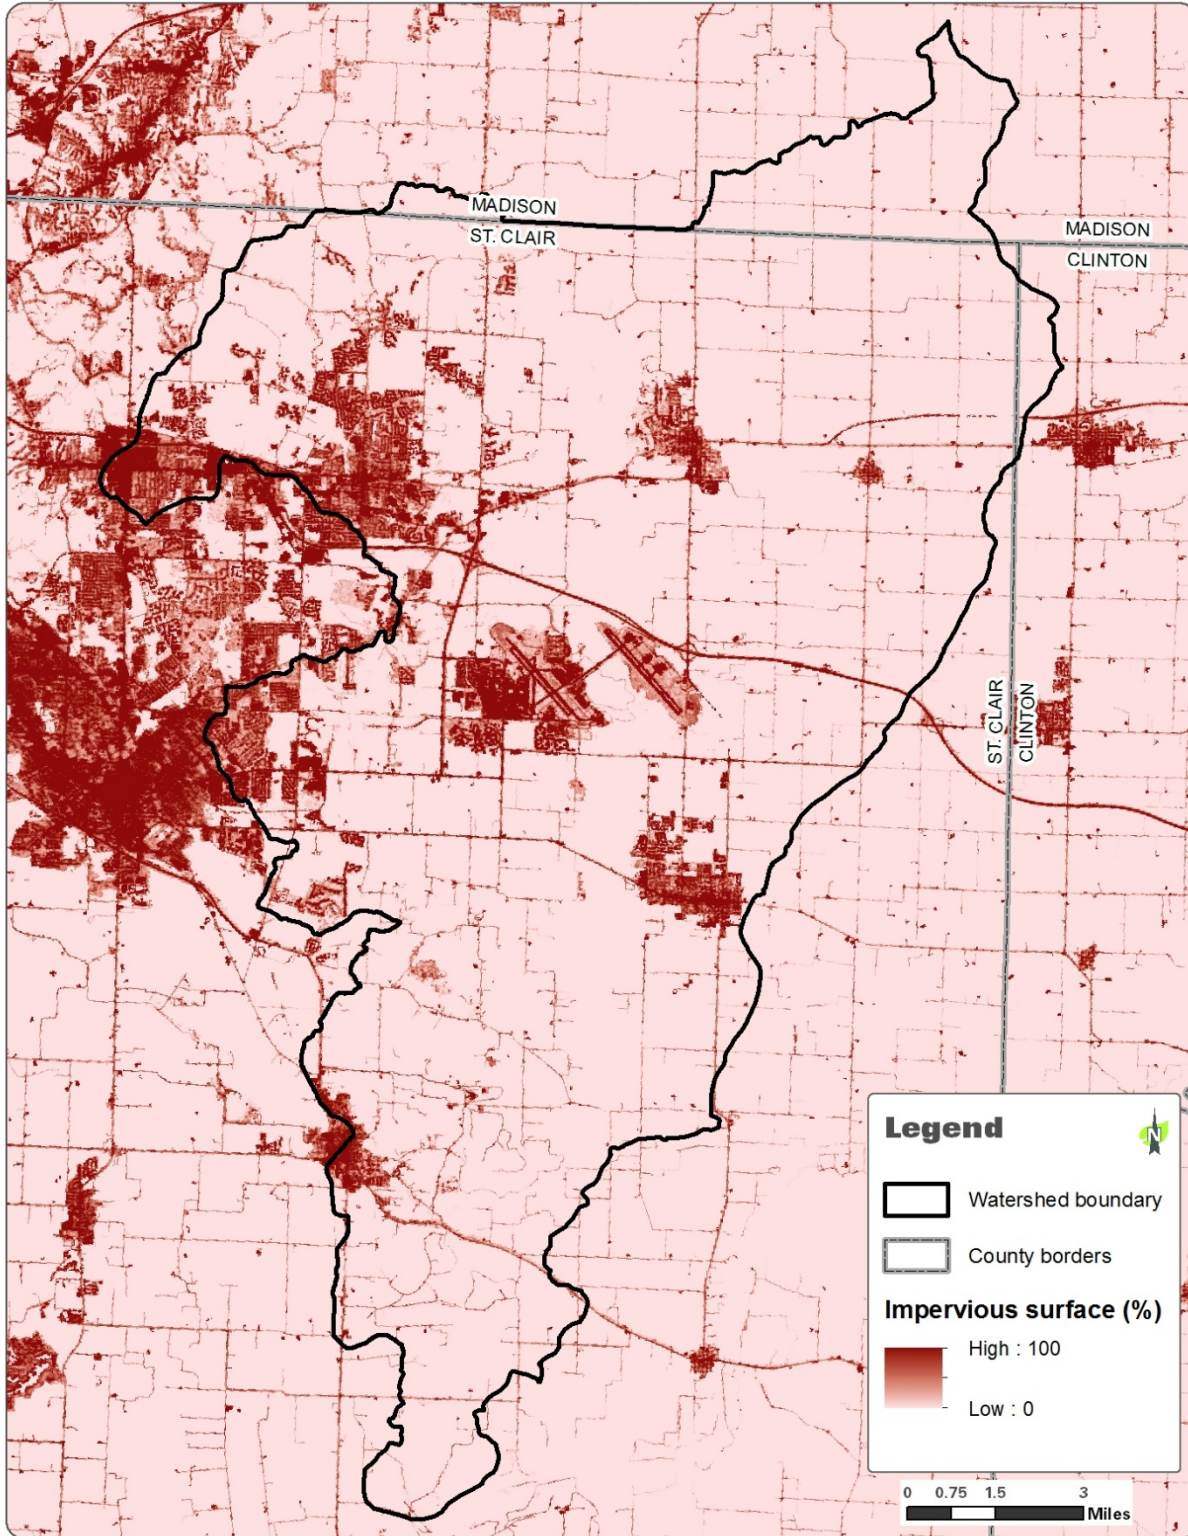 MADISON
ST. CLAIR
MADISON
CLINTON
ST. CLAIR
CLINTON
Legend
N
Watershed boundary
County borders
Impervious surface (%)
High : 100
Low : 0
0 0.75 1.5 3
Miles